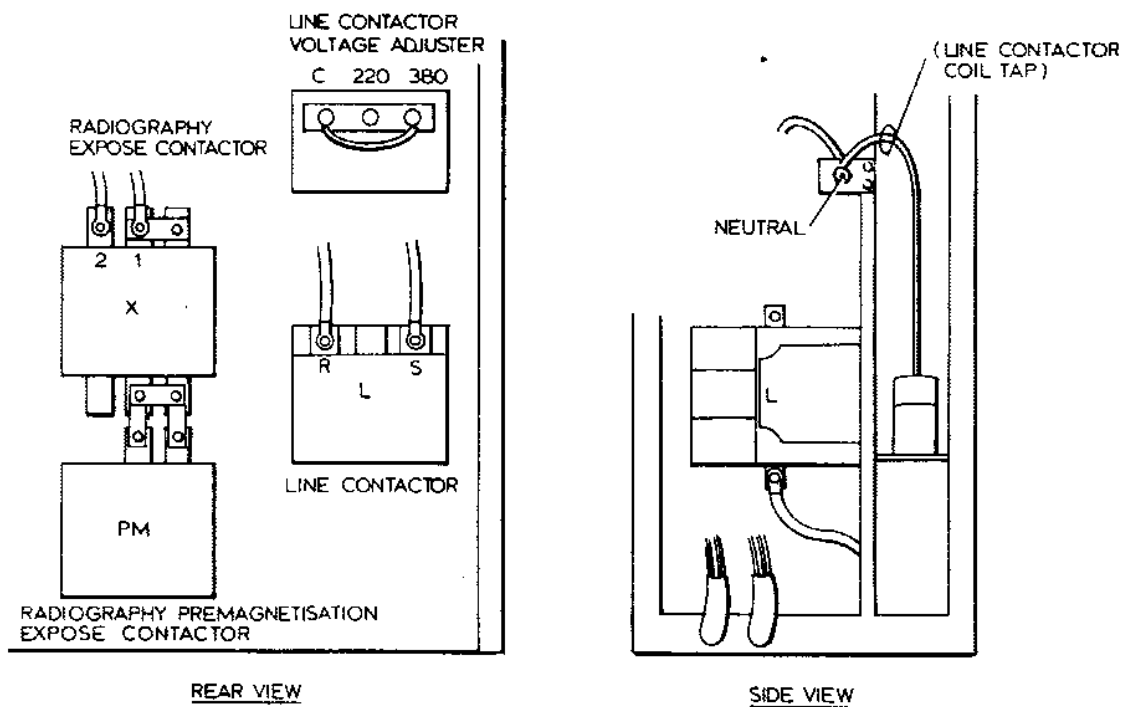 LINE CONTACTOR
VOLTAGE ADJUSTER
C 220 380
RADIOGRAPHY
EXPOSE CONTACTOR
2 1
X
R S
L
LINE CONTACTOR
PM
RADIOGRAPHY PREMAGNETISATION
EXPOSE CONTACTOR
REAR VIEW
(LINE CONTACTOR
COIL TAP)
NEUTRAL
L
SIDE VIEW